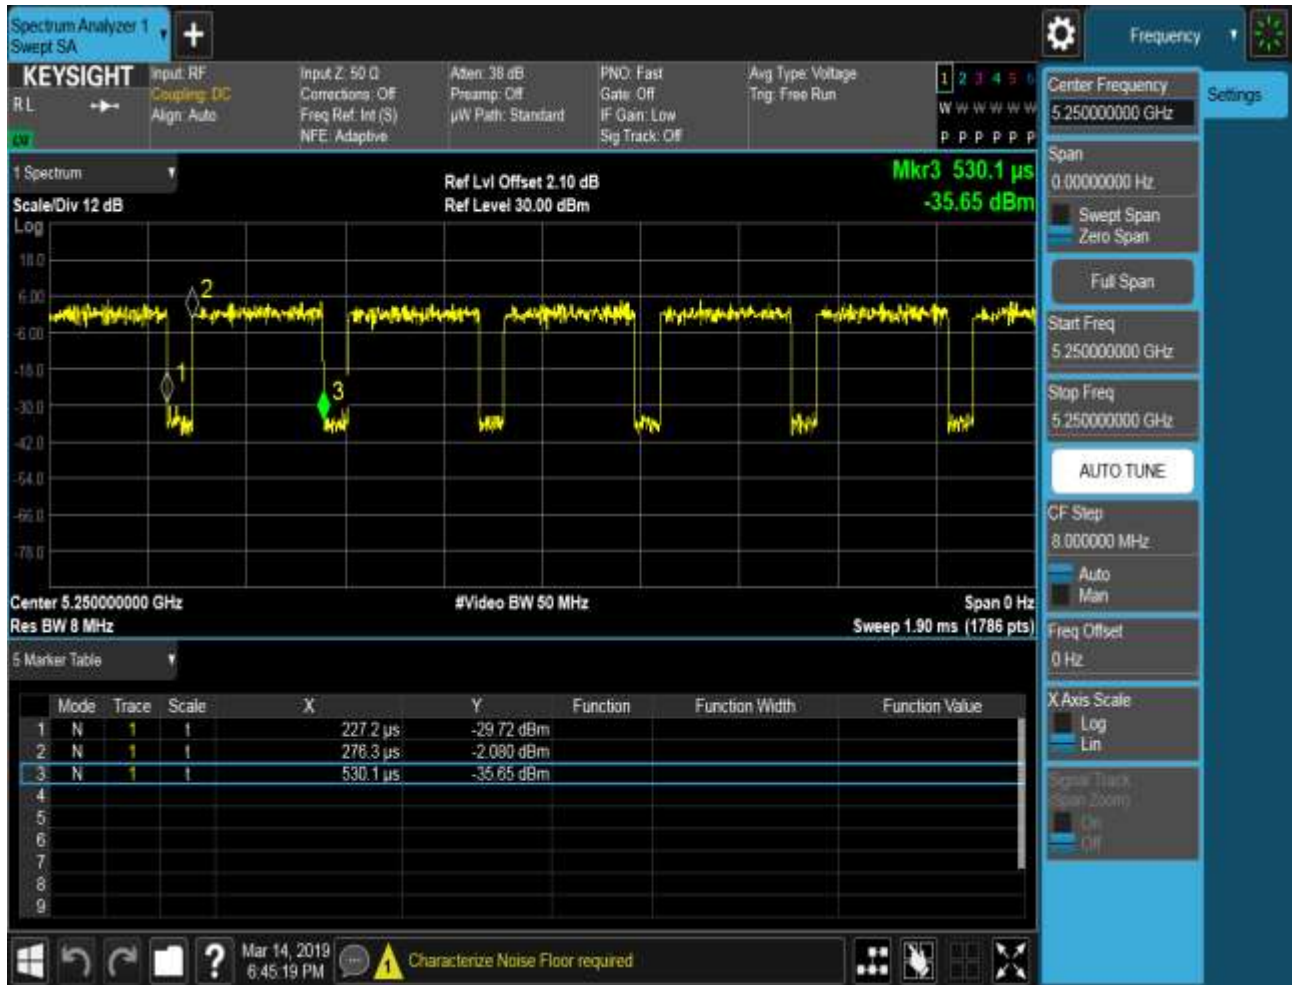 Spectrum Analyzer 1
Swept SA
+
Frequency
KEYSIGHT
RL
Input: RF
Coupling: DC
Align: Auto
Input Z: 50 Ω
Corrections: Off
Freq Ref: Int (S)
NFE: Adaptive
Atten: 38 dB
Preamp: Off
µW Path: Standard
PNO: Fast
Gate: Off
IF Gain: Low
Sig Track: Off
Avg Type: Voltage
Trig: Free Run
1 2 3 4 5 6
W W W W W W
P P P P P P
1 Spectrum
Scale/Div 12 dB
Log
Ref Lvl Offset 2.10 dB
Ref Level 30.00 dBm
Mkr3 530.1 µs
-35.65 dBm
18.0
6.00
-6.00
-18.0
-30.0
-42.0
-54.0
-66.0
-78.0
1
2
3
Center 5.250000000 GHz
Res BW 8 MHz
#Video BW 50 MHz
Span 0 Hz
Sweep 1.90 ms (1786 pts)
5 Marker Table
Mode Trace Scale X Y Function Function Width Function Value
1 N 1 t 227.2 µs -29.72 dBm
2 N 1 t 276.3 µs -2.080 dBm
3 N 1 t 530.1 µs -35.65 dBm
4
5
6
7
8
9
Mar 14, 2019
6:45:19 PM
?
1
Characterize Noise Floor required
Center Frequency
5.250000000 GHz
Settings
Span
0.00000000 Hz
Swept Span
Zero Span
Full Span
Start Freq
5.250000000 GHz
Stop Freq
5.250000000 GHz
AUTO TUNE
CF Step
8.000000 MHz
Auto
Man
Freq Offset
0 Hz
X Axis Scale
Log
Lin
Signal Track
(Span Zoom)
On
Off